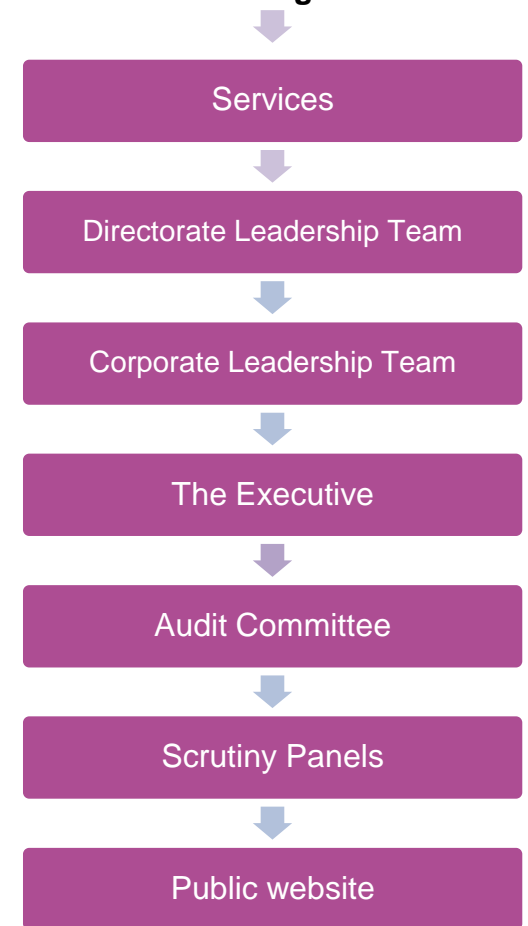 Services
Directorate Leadership Team
Corporate Leadership Team
The Executive
Audit Committee
Scrutiny Panels
Public website